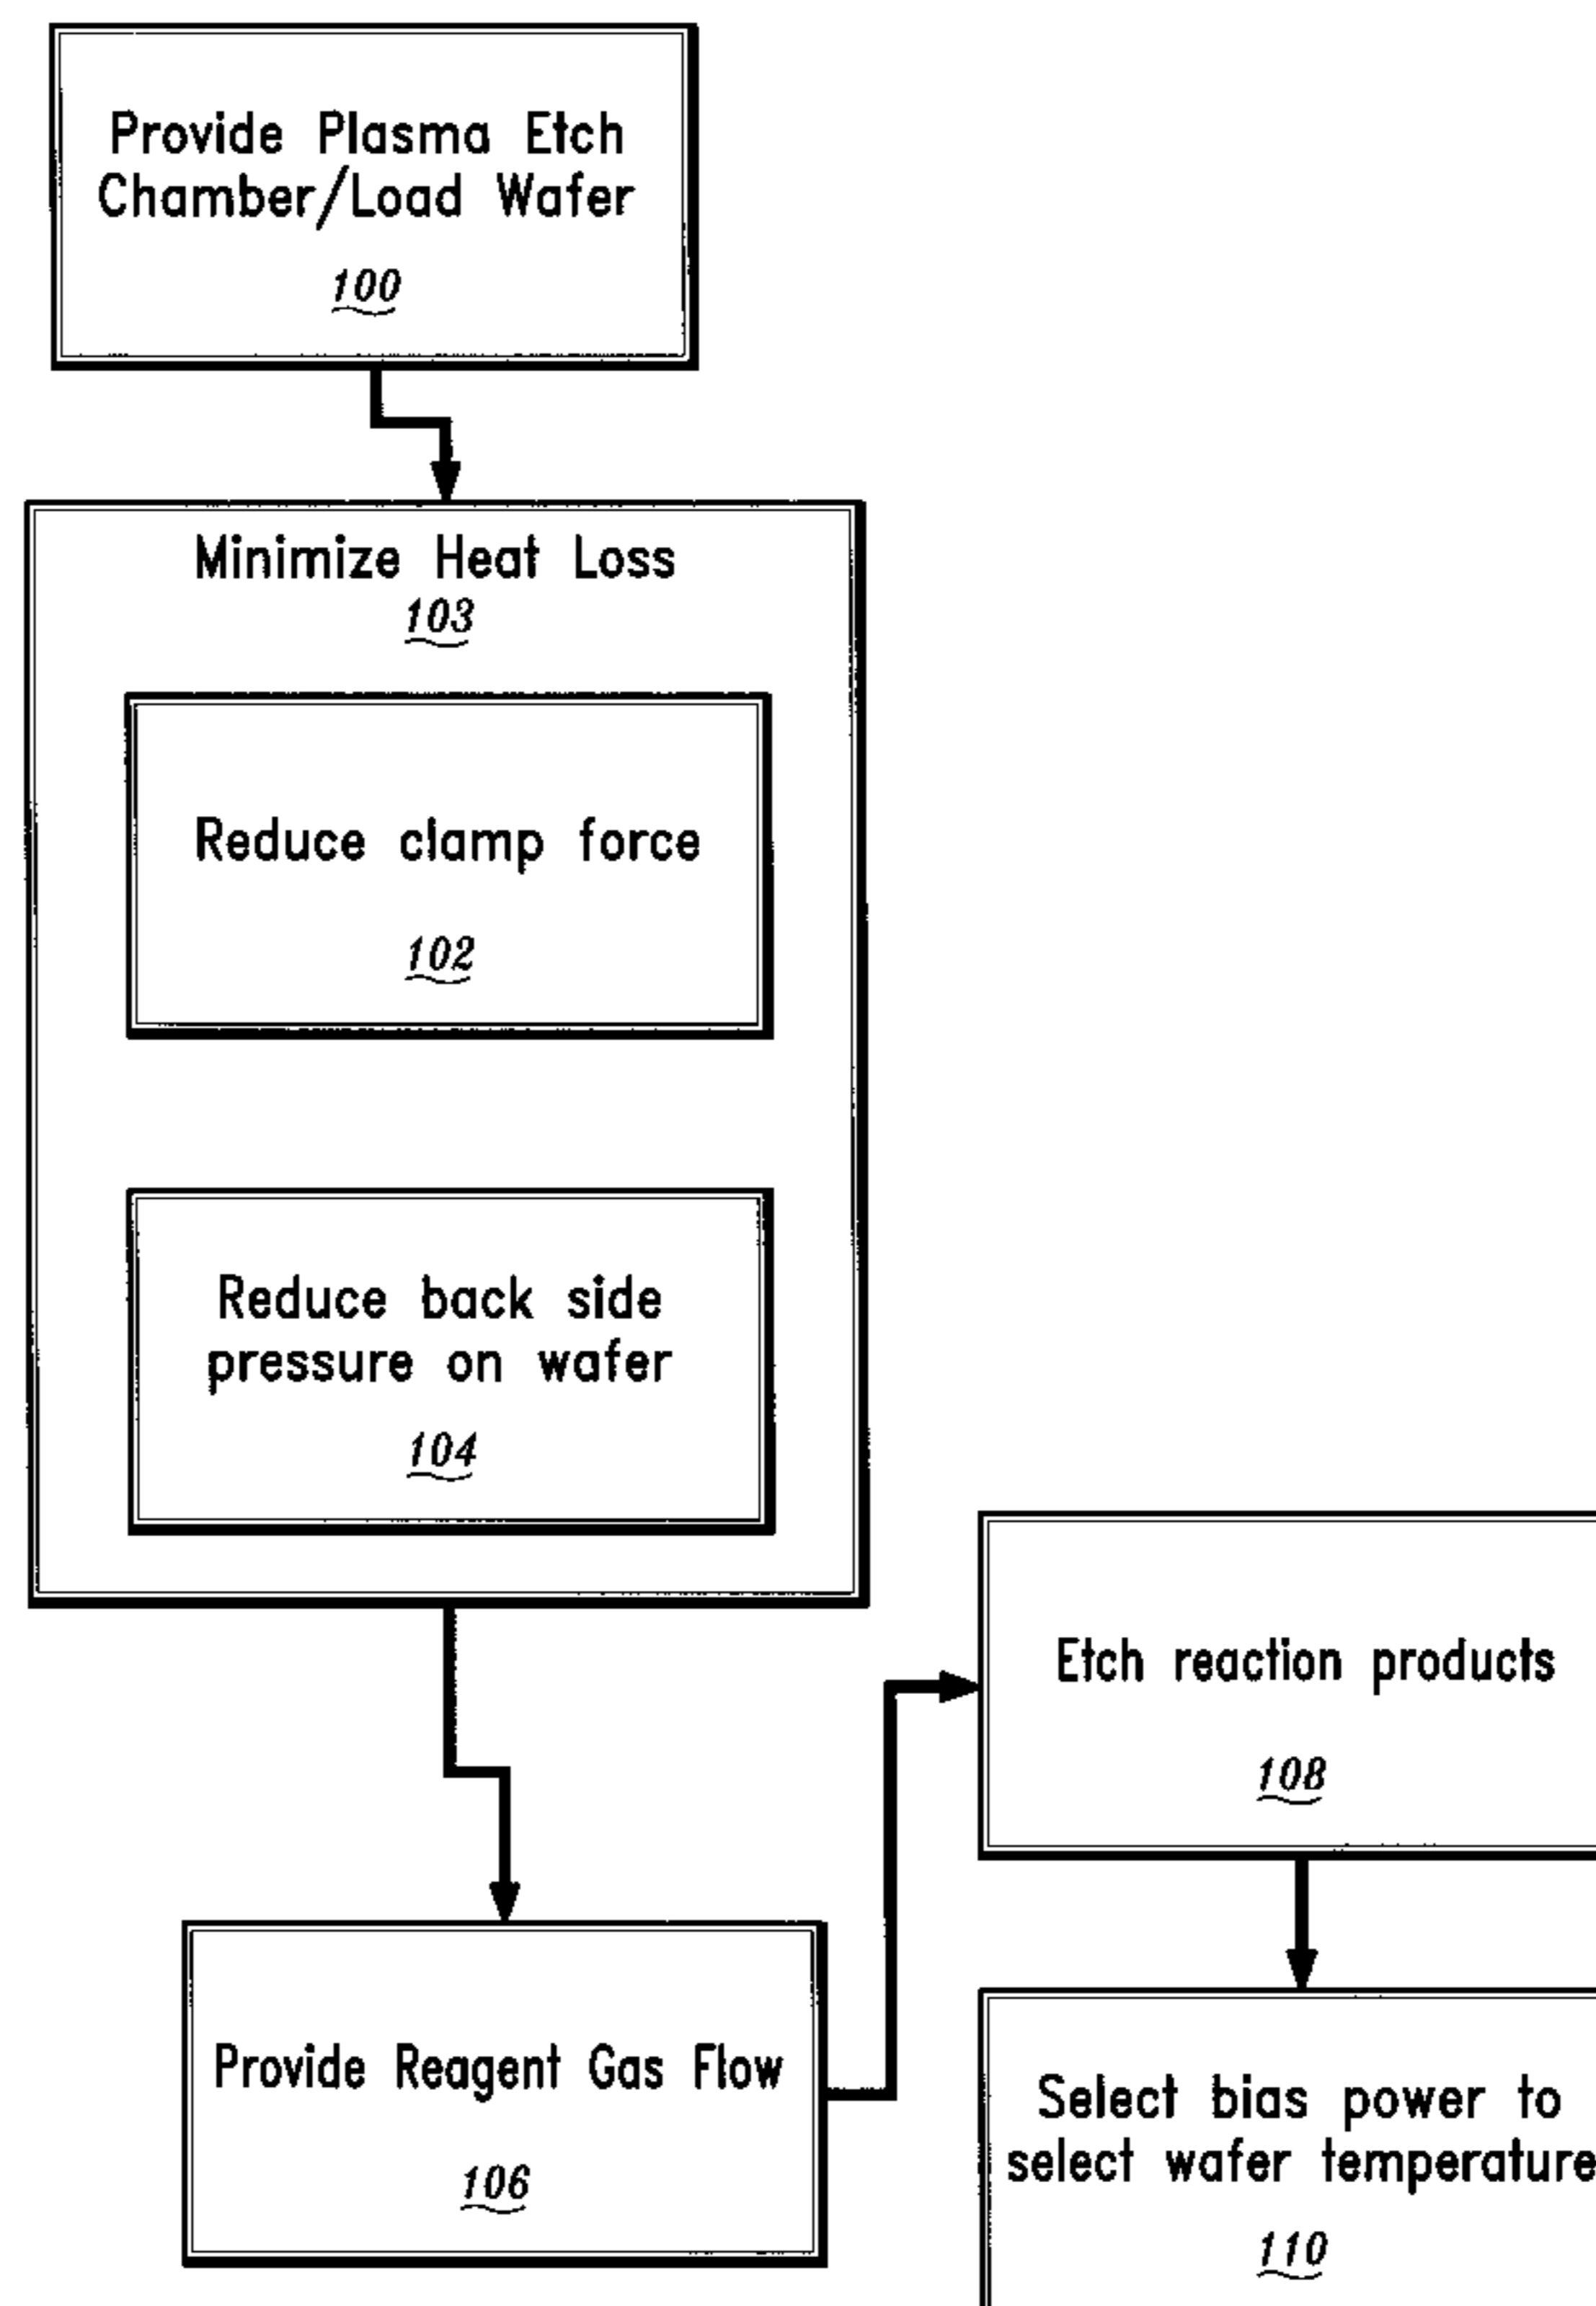 Provide Plasma Etch
Chamber/Load Wafer
100
Minimize Heat Loss
103
Reduce clamp force
102
Reduce back side
pressure on wafer
104
Provide Reagent Gas Flow
106
Etch reaction products
108
Select bias power to
select wafer temperature
110